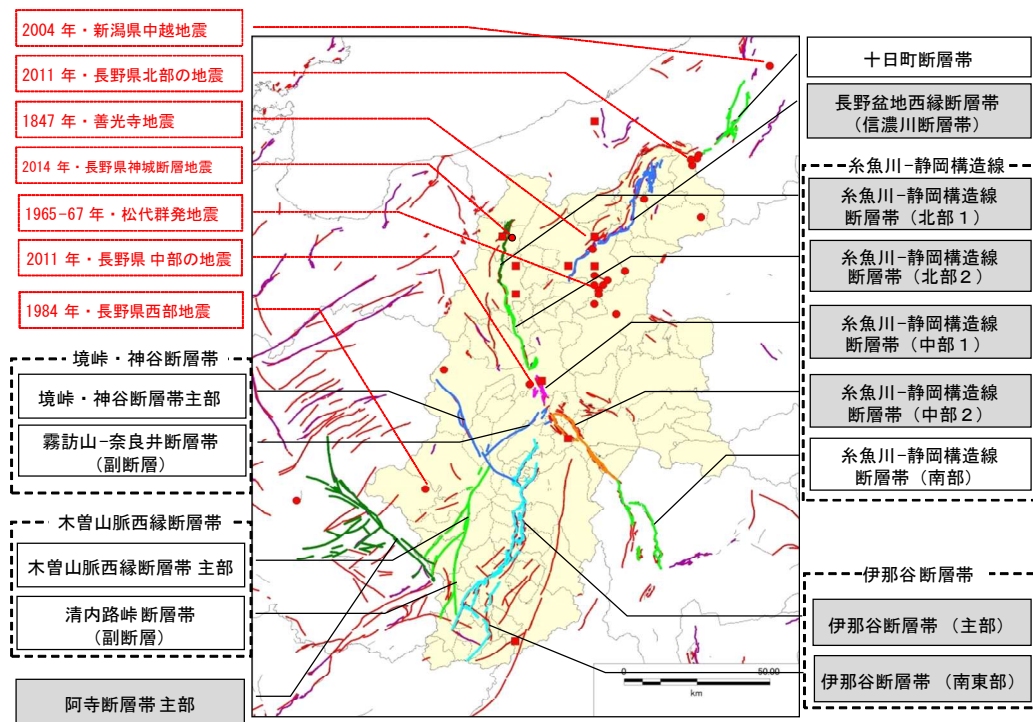 2004 年・新潟県中越地震
2011 年・長野県北部の地震
1847 年・善光寺地震
2014 年・長野県神城断層地震
1965-67 年・松代群発地震
2011 年・長野県 中部の地震
1984 年・長野県西部地震
境峠・神谷断層帯
境峠・神谷断層帯主部
霧訪山-奈良井断層帯
(副断層)
木曽山脈西縁断層帯
木曽山脈西縁断層帯 主部
清内路峠断層帯
(副断層)
阿寺断層帯 主部
十日町断層帯
長野盆地西縁断層帯
(信濃川断層帯)
糸魚川-静岡構造線
糸魚川-静岡構造線
断層帯(北部1)
糸魚川-静岡構造線
断層帯(北部2)
糸魚川-静岡構造線
断層帯(中部1)
糸魚川-静岡構造線
断層帯(中部2)
糸魚川-静岡構造線
断層帯(南部)
伊那谷断層帯
伊那谷断層帯 (主部)
伊那谷断層帯 (南東部)
0 50.00
km